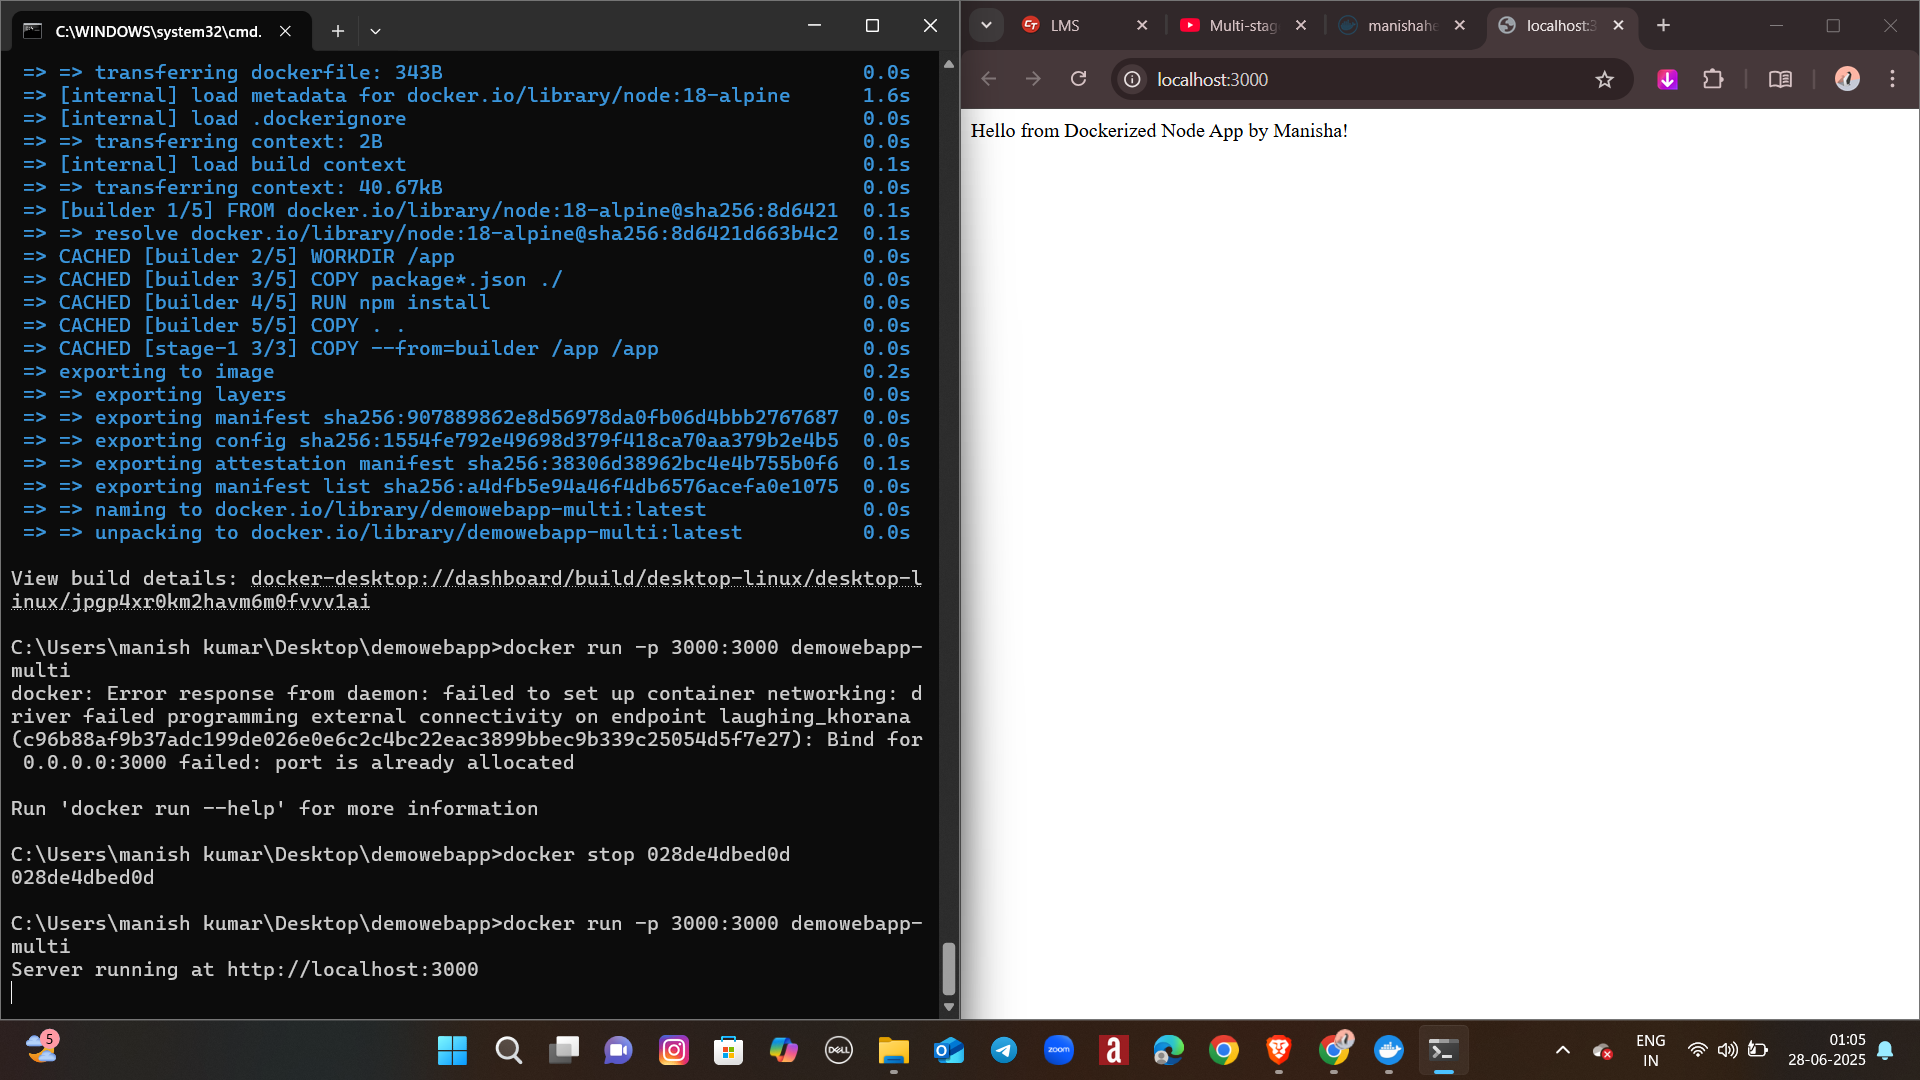 C:\WINDOWS\system32\cmd.
=> => transferring dockerfile: 343B 0.0s
=> [internal] load metadata for docker.io/library/node:18-alpine 1.6s
=> [internal] load .dockerignore 0.0s
=> => transferring context: 2B 0.0s
=> [internal] load build context 0.1s
=> => transferring context: 40.67kB 0.0s
=> [builder 1/5] FROM docker.io/library/node:18-alpine@sha256:8d6421 0.1s
=> => resolve docker.io/library/node:18-alpine@sha256:8d6421d663b4c2 0.1s
=> CACHED [builder 2/5] WORKDIR /app 0.0s
=> CACHED [builder 3/5] COPY package*.json ./ 0.0s
=> CACHED [builder 4/5] RUN npm install 0.0s
=> CACHED [builder 5/5] COPY . . 0.0s
=> CACHED [stage-1 3/3] COPY --from=builder /app /app 0.0s
=> exporting to image 0.2s
=> => exporting layers 0.0s
=> => exporting manifest sha256:907889862e8d56978da0fb06d4bbb2767687 0.0s
=> => exporting config sha256:1554fe792e49698d379f418ca70aa379b2e4b5 0.0s
=> => exporting attestation manifest sha256:38306d38962bc4e4b755b0f6 0.1s
=> => exporting manifest list sha256:a4dfb5e94a46f4db6576acefa0e1075 0.0s
=> => naming to docker.io/library/demowebapp-multi:latest 0.0s
=> => unpacking to docker.io/library/demowebapp-multi:latest 0.0s
View build details: docker-desktop://dashboard/build/desktop-linux/desktop-l
inux/jpgp4xr0km2havm6m0fvvv1ai
C:\Users\manish kumar\Desktop\demowebapp>docker run -p 3000:3000 demowebapp-
multi
docker: Error response from daemon: failed to set up container networking: d
river failed programming external connectivity on endpoint laughing_khorana
(c96b88af9b37adc199de026e0e6c2c4bc22eac3899bbec9b339c25054d5f7e27): Bind for
0.0.0.0:3000 failed: port is already allocated
Run 'docker run --help' for more information
C:\Users\manish kumar\Desktop\demowebapp>docker stop 028de4dbed0d
028de4dbed0d
C:\Users\manish kumar\Desktop\demowebapp>docker run -p 3000:3000 demowebapp-
multi
Server running at http://localhost:3000
LMS
Multi-stag
manishahe
localhost:3
localhost:3000
Hello from Dockerized Node App by Manisha!
5
DELL
zoom
a
ENG
IN
01:05
28-06-2025